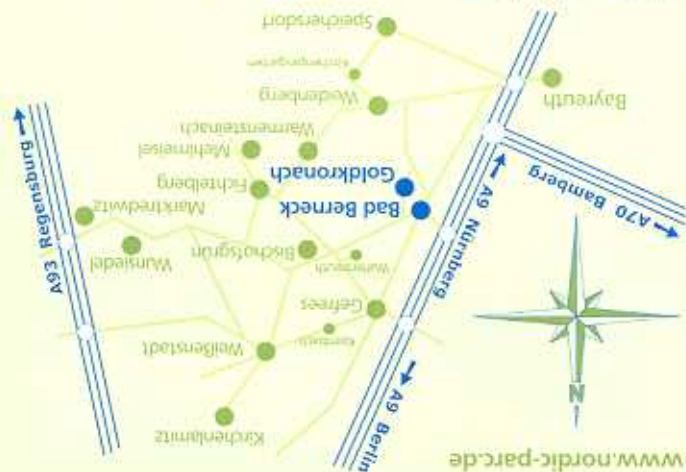 www.nordic-parc.de
N
A9 Berlin
Kirchenlamitz
Weißenstadt
Kornbach
Gefrees
A70 Bamberg
A9 Nürnberg
Bischofsgrün
Wunsiedel
Bad Berneck
Marktredwitz
Goldkronach
Fichtelberg
A93 Regensburg
Mehlmeisel
Warmensteinach
Bayreuth
Weidenberg
Kirchenpingarten
Speichersdorf